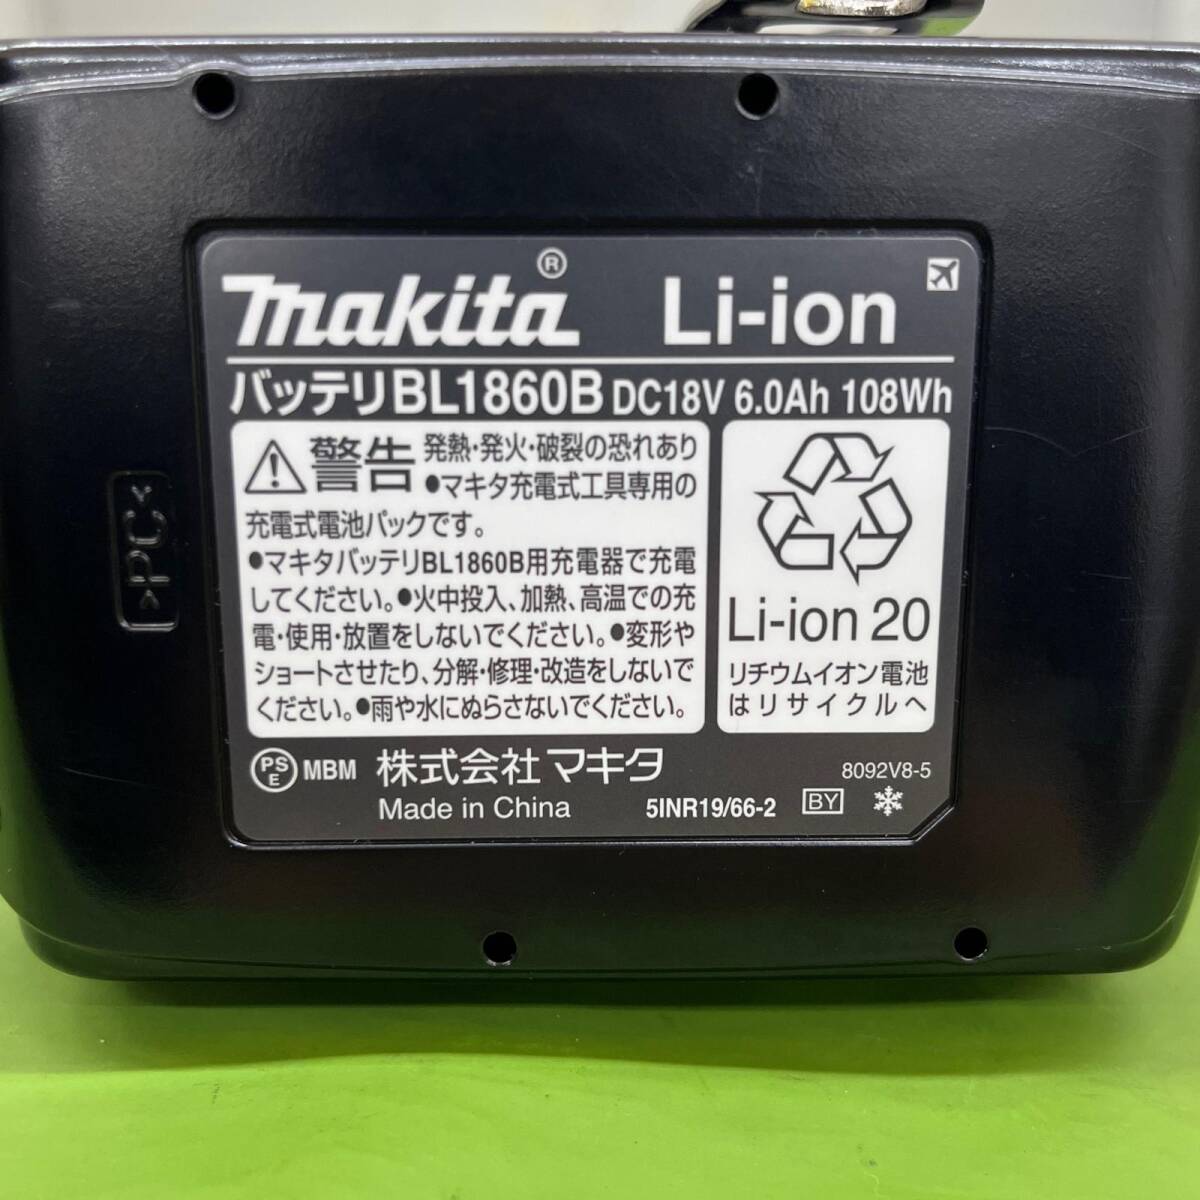 makita® Li-ion
バッテリBL1860B DC18V 6.0Ah 108Wh
警告 発熱・発火・破裂の恐れあり
●マキタ充電式工具専用の
充電式電池パックです。
●マキタバッテリBL1860B用充電器で充電
してください。●火中投入、加熱、高温での充
電・使用・放置をしないでください。●変形や
ショートさせたり、分解・修理・改造をしないで
ください。●雨や水にぬらさないでください。
Li-ion 20
リチウムイオン電池
はリサイクルへ
PSE MBM 株式会社マキタ 8092V8-5
Made in China 5INR19/66-2 BY
>PC<